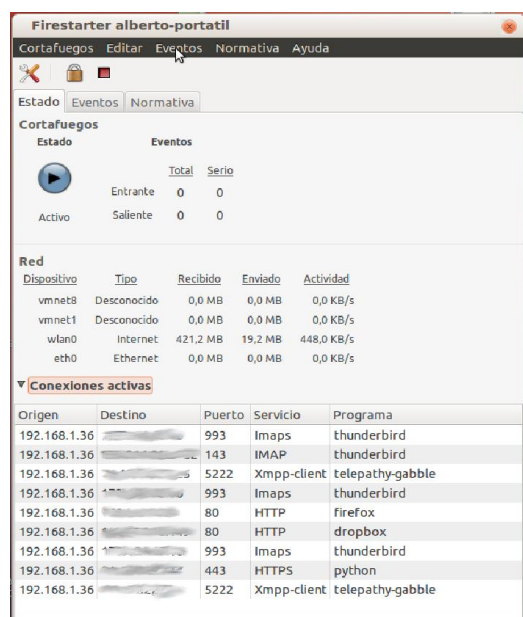 Firestarter alberto-portatil
Cortafuegos Editar Eventos Normativa Ayuda
Estado Eventos Normativa
Cortafuegos
Estado Eventos
Total Serio
Entrante 0 0
Activo Saliente 0 0
Red
Dispositivo Tipo Recibido Enviado Actividad
vmnet8 Desconocido 0,0 MB 0,0 MB 0,0 KB/s
vmnet1 Desconocido 0,0 MB 0,0 MB 0,0 KB/s
wlan0 Internet 421,2 MB 19,2 MB 448,0 KB/s
eth0 Ethernet 0,0 MB 0,0 MB 0,0 KB/s
Conexiones activas
Origen Destino Puerto Servicio Programa
192.168.1.36 993 Imaps thunderbird
192.168.1.36 143 IMAP thunderbird
192.168.1.36 5222 Xmpp-client telepathy-gabble
192.168.1.36 993 Imaps thunderbird
192.168.1.36 80 HTTP firefox
192.168.1.36 80 HTTP dropbox
192.168.1.36 993 Imaps thunderbird
192.168.1.36 443 HTTPS python
192.168.1.36 5222 Xmpp-client telepathy-gabble